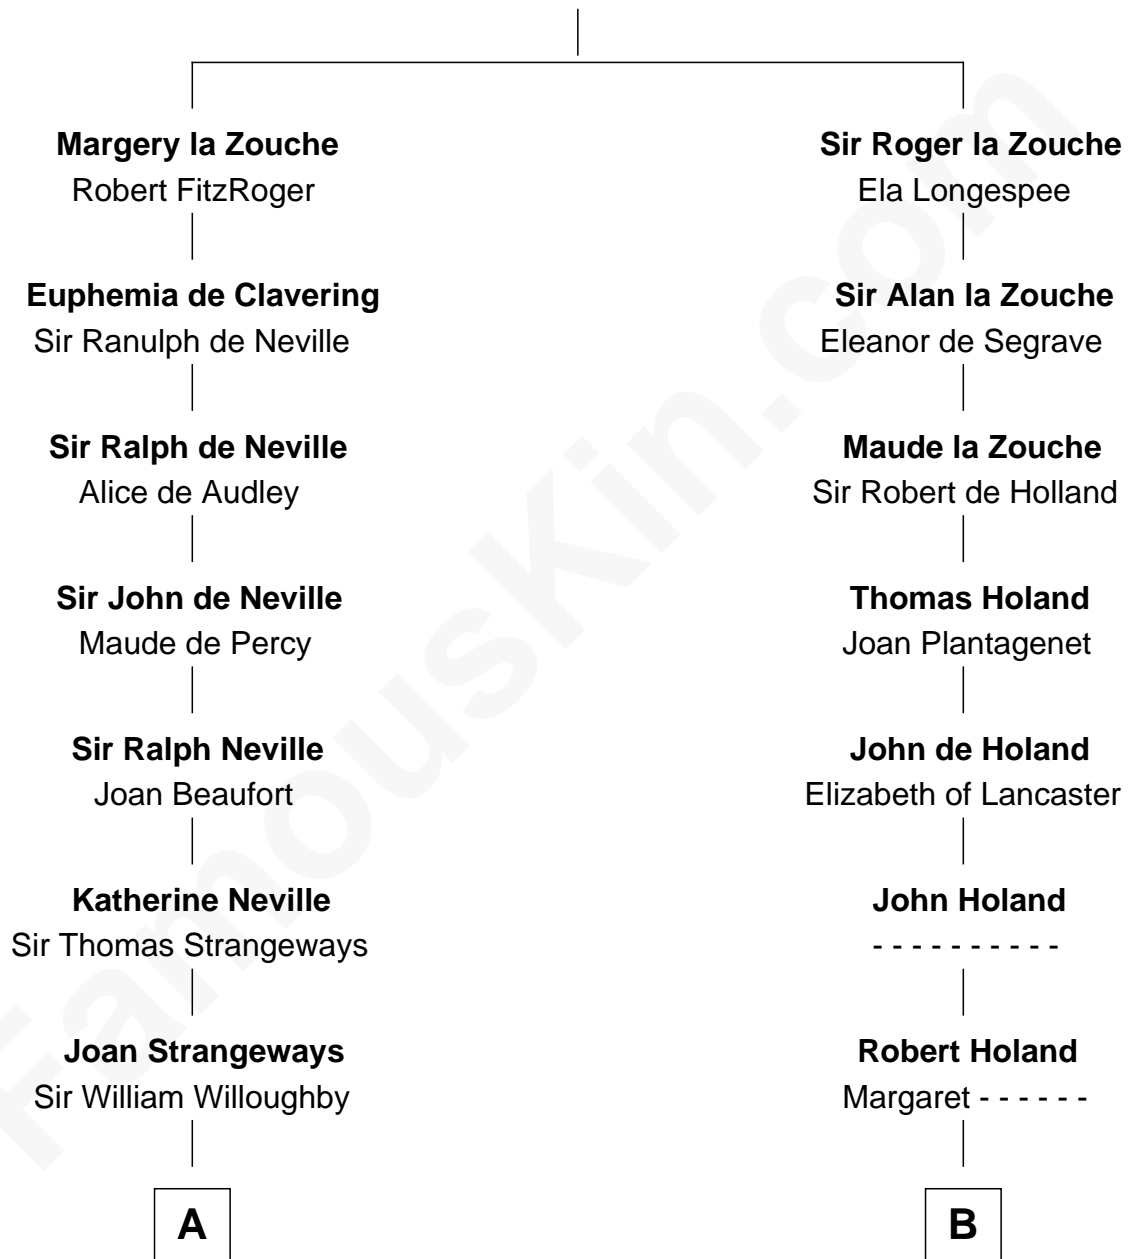 Margery la Zouche
Robert FitzRoger
Sir Roger la Zouche
Ela Longespee
Euphemia de Clavering
Sir Ranulph de Neville
Sir Alan la Zouche
Eleanor de Segrave
Sir Ralph de Neville
Alice de Audley
Maude la Zouche
Sir Robert de Holland
Sir John de Neville
Maude de Percy
Thomas Holand
Joan Plantagenet
Sir Ralph Neville
Joan Beaufort
John de Holand
Elizabeth of Lancaster
Katherine Neville
Sir Thomas Strangeways
John Holand
- - - - - - - - - -
Joan Strangeways
Sir William Willoughby
Robert Holand
Margaret - - - - - -
A
B
FamousKin.com